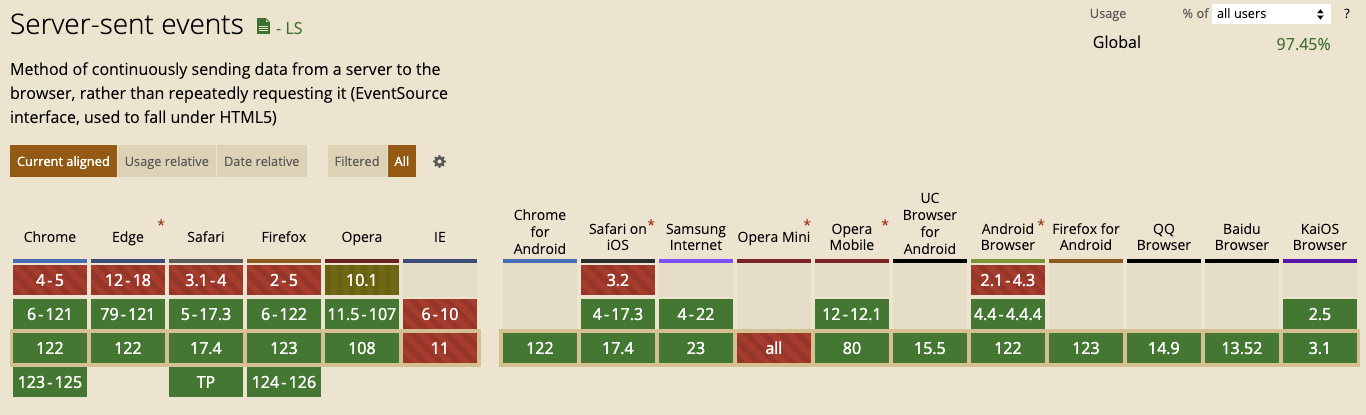 Server-sent events - LS
Usage % of all users ?
Global 97.45%
Method of continuously sending data from a server to the
browser, rather than repeatedly requesting it (EventSource
interface, used to fall under HTML5)
Current aligned Usage relative Date relative Filtered All
Chrome Edge * Safari Firefox Opera IE
Chrome for Android Safari on iOS * Samsung Internet Opera Mini * Opera Mobile * UC Browser for Android Android Browser * Firefox for Android QQ Browser Baidu Browser KaiOS Browser
4-5 12-18 3.1-4 2-5 10.1 3.2 2.1-4.3
6-121 79-121 5-17.3 6-122 11.5-107 6-10 4-17.3 4-22 12-12.1 4.4-4.4.4 2.5
122 122 17.4 123 108 11 122 17.4 23 all 80 15.5 122 123 14.9 13.52 3.1
123-125 TP 124-126